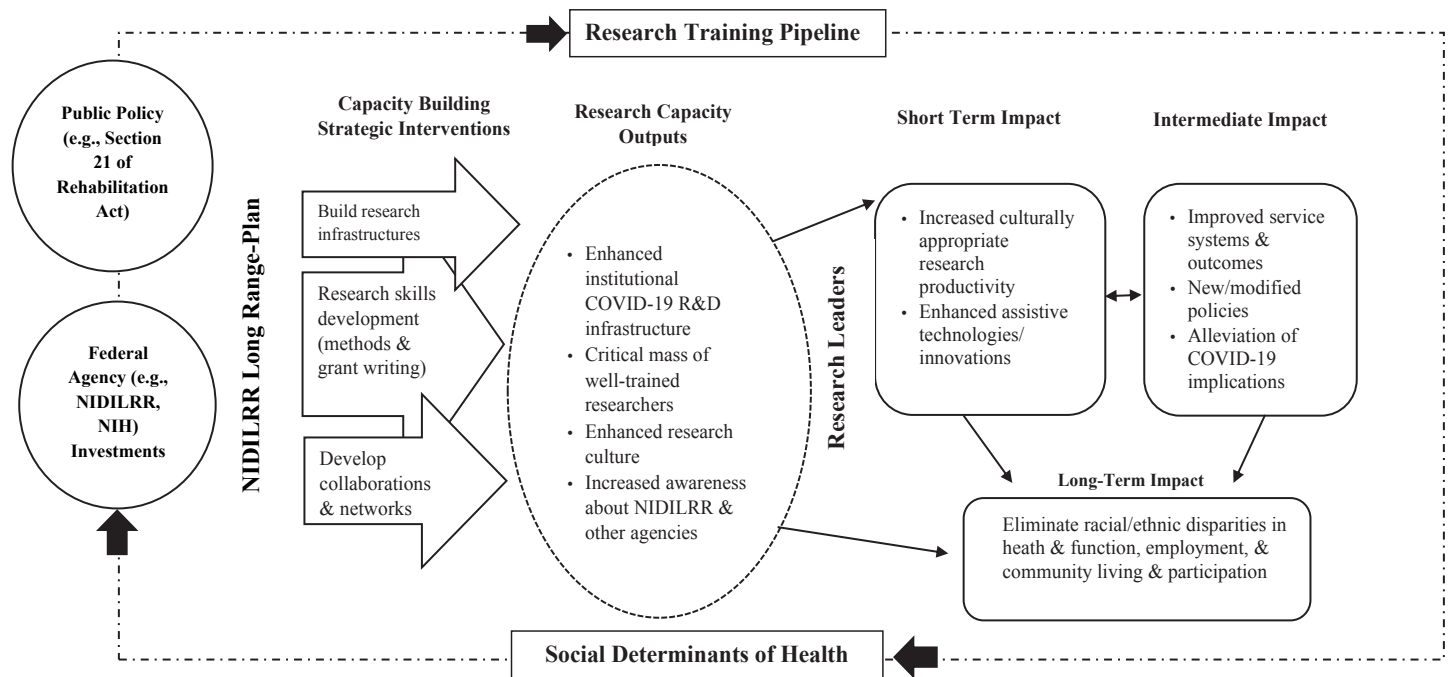 Research Training Pipeline
Public Policy
(e.g., Section
21 of
Rehabilitation
Act)
Federal
Agency (e.g.,
NIDILRR,
NIH)
Investments
NIDILRR Long Range-Plan
Capacity Building
Strategic Interventions
Build research
infrastructures
Research skills
development
(methods &
grant writing)
Develop
collaborations
& networks
Research Capacity
Outputs
• Enhanced
institutional
COVID-19 R&D
infrastructure
• Critical mass of
well-trained
researchers
• Enhanced research
culture
• Increased awareness
about NIDILRR &
other agencies
Research Leaders
Short Term Impact
• Increased culturally
appropriate
research
productivity
• Enhanced assistive
technologies/
innovations
Intermediate Impact
• Improved service
systems &
outcomes
• New/modified
policies
• Alleviation of
COVID-19
implications
Long-Term Impact
Eliminate racial/ethnic disparities in
heath & function, employment, &
community living & participation
Social Determinants of Health